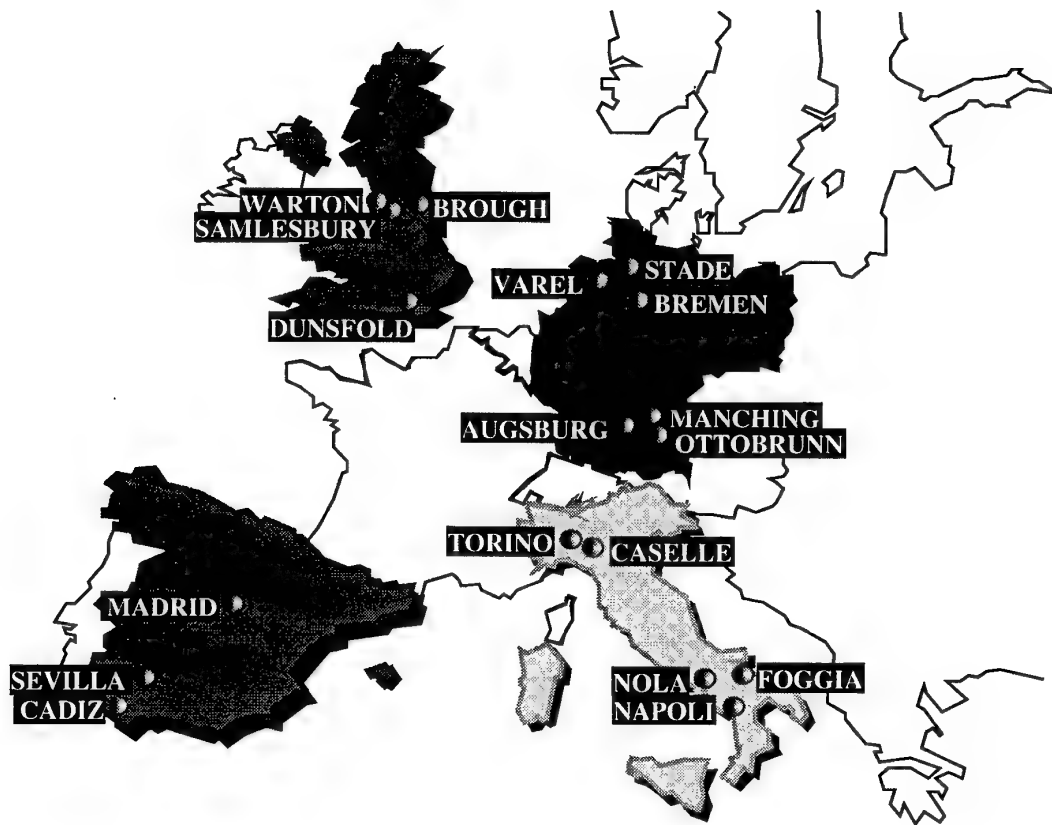 WARTON
BROUGH
SAMLESBURY
STADE
VAREL
BREMEN
DUNSFOLD
MANCHING
AUGSBURG
OTTOBRUNN
TORINO
CASELLE
MADRID
SEVILLA
NOLA
FOGGIA
CADIZ
NAPOLI